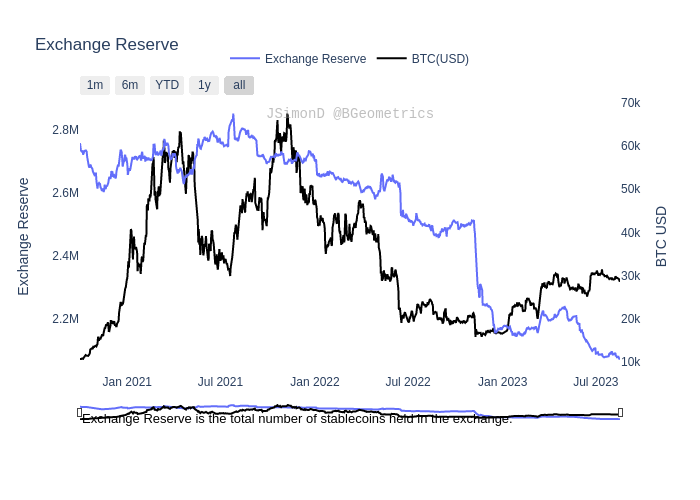 Exchange Reserve
Exchange Reserve BTC(USD)
1m 6m YTD 1y all
JSimonD @BGeometrics
70k
2.8M
60k
2.6M
50k
40k
2.4M
30k
2.2M
20k
10k
Exchange Reserve
BTC USD
Jan 2021 Jul 2021 Jan 2022 Jul 2022 Jan 2023 Jul 2023
Exchange Reserve is the total number of stablecoins held in the exchange.